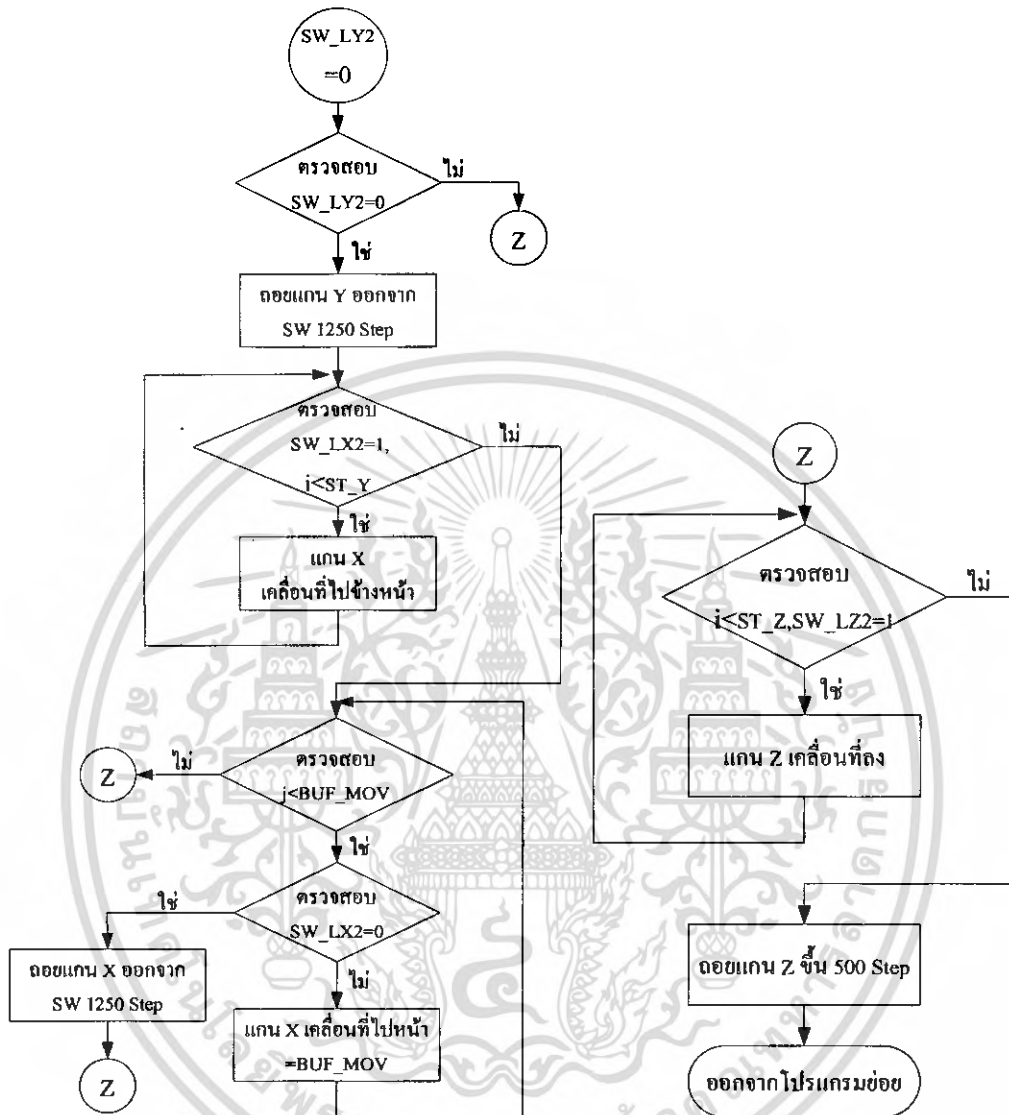 SW_LY2
=0
ตรวจสอบ
SW_LY2=0
ไม่
Z
ใช่
ถอยแกน Y ออกจาก
SW 1250 Step
ตรวจสอบ
SW_LX2=1,
i<ST_Y
ไม่
ใช่
แกน X
เคลื่อนที่ไปข้างหน้า
ตรวจสอบ
j<BUF_MOV
ไม่
Z
ใช่
ตรวจสอบ
SW_LX2=0
ใช่
ถอยแกน X ออกจาก
SW 1250 Step
Z
ไม่
แกน X เคลื่อนที่ไปหน้า
=BUF_MOV
Z
ตรวจสอบ
i<ST_Z,SW_LZ2=1
ไม่
ใช่
แกน Z เคลื่อนที่ลง
ถอยแกน Z ขึ้น 500 Step
ออกจากโปรแกรมย่อย